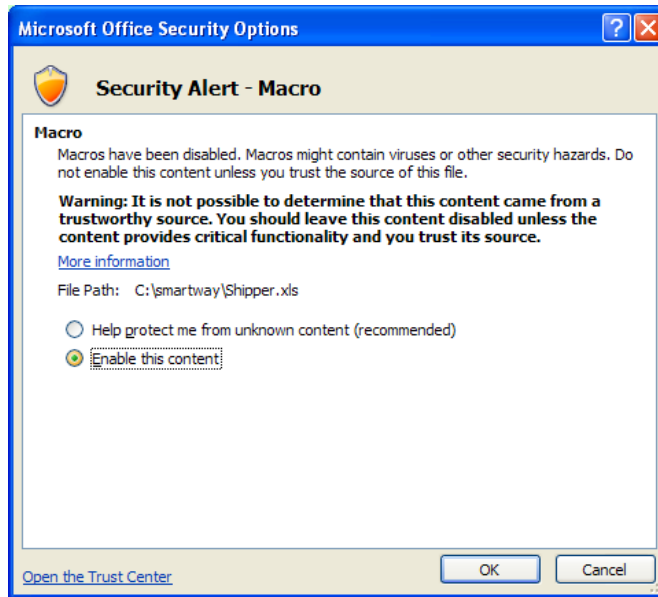 Microsoft Office Security Options
Security Alert - Macro
Macro
Macros have been disabled. Macros might contain viruses or other security hazards. Do
not enable this content unless you trust the source of this file.
Warning: It is not possible to determine that this content came from a
trustworthy source. You should leave this content disabled unless the
content provides critical functionality and you trust its source.
More information
File Path: C:\smartway\Shipper.xls
Help protect me from unknown content (recommended)
Enable this content
Open the Trust Center
OK
Cancel